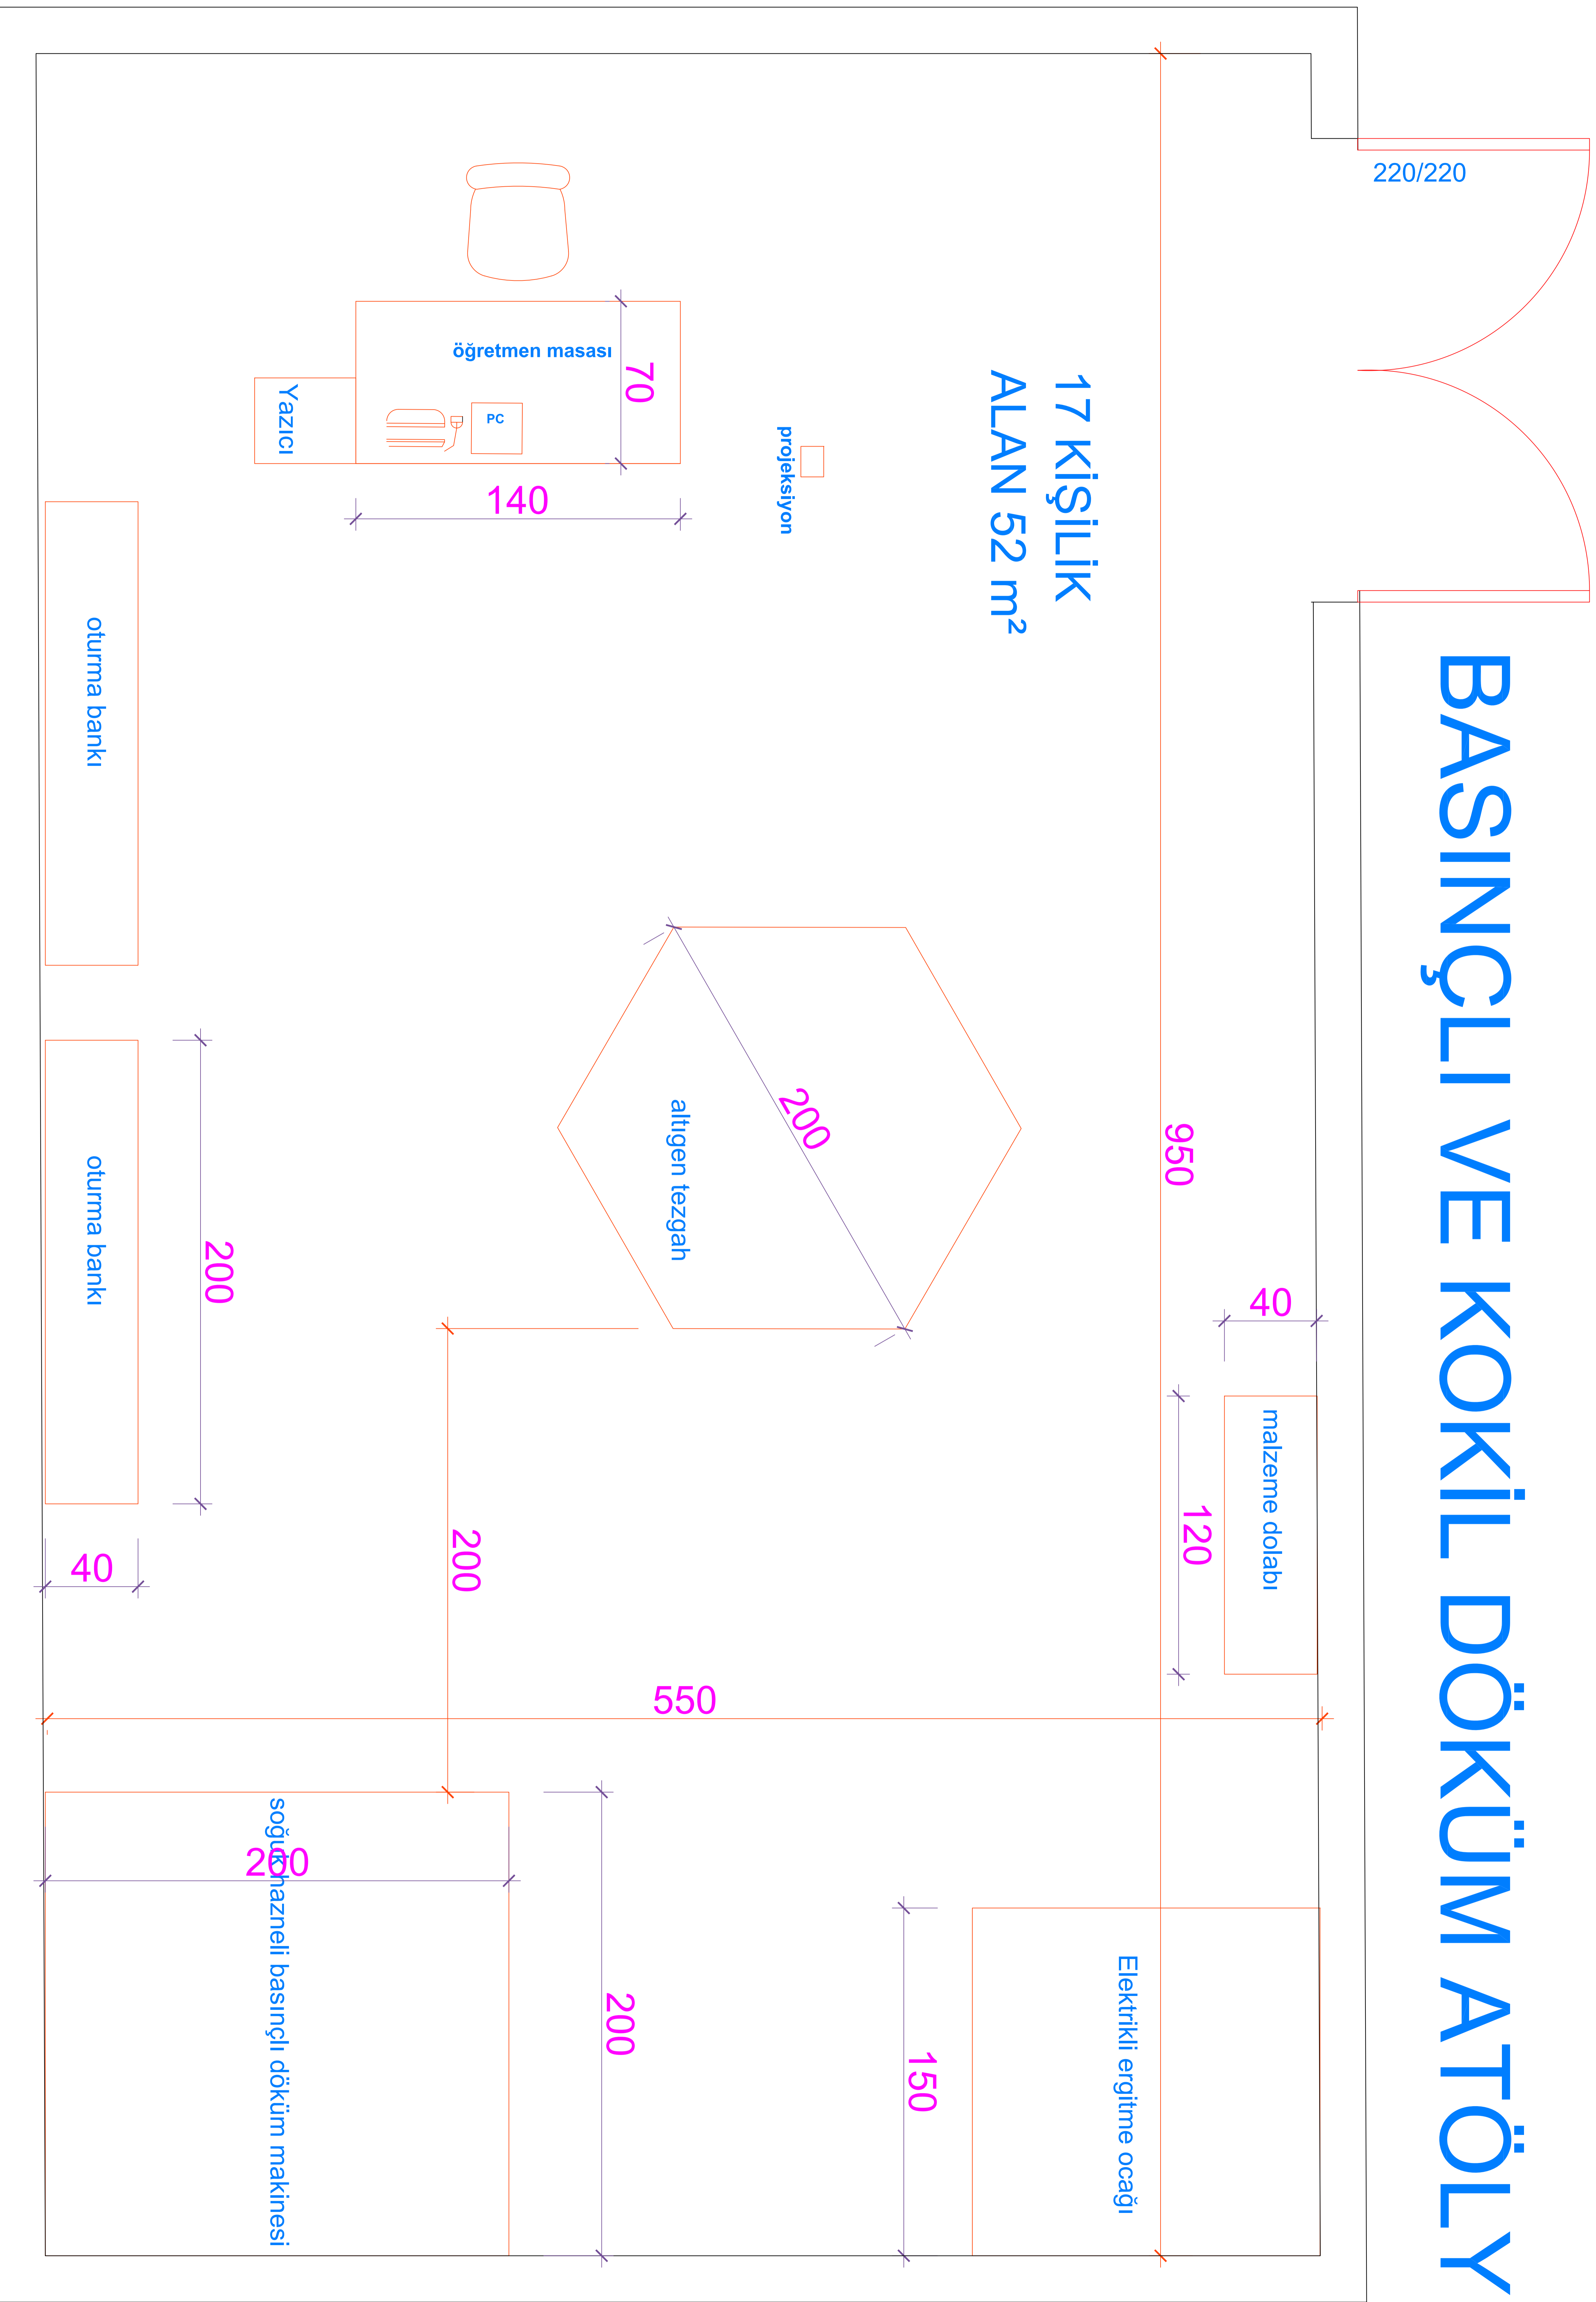 BASINÇLI VE KOKİL DÖKÜM ATÖLY
220/220
17 KİŞİLİK
ALAN 52 m²
öğretmen masası
70
PC
Yazıcı
140
projeksiyon
oturma bankı
oturma bankı
200
40
altıgen tezgah
200
950
40
malzeme dolabı
120
200
550
soğuk hazneli basınçlı döküm makinesi
200
200
150
Elektrikli ergitme ocağı